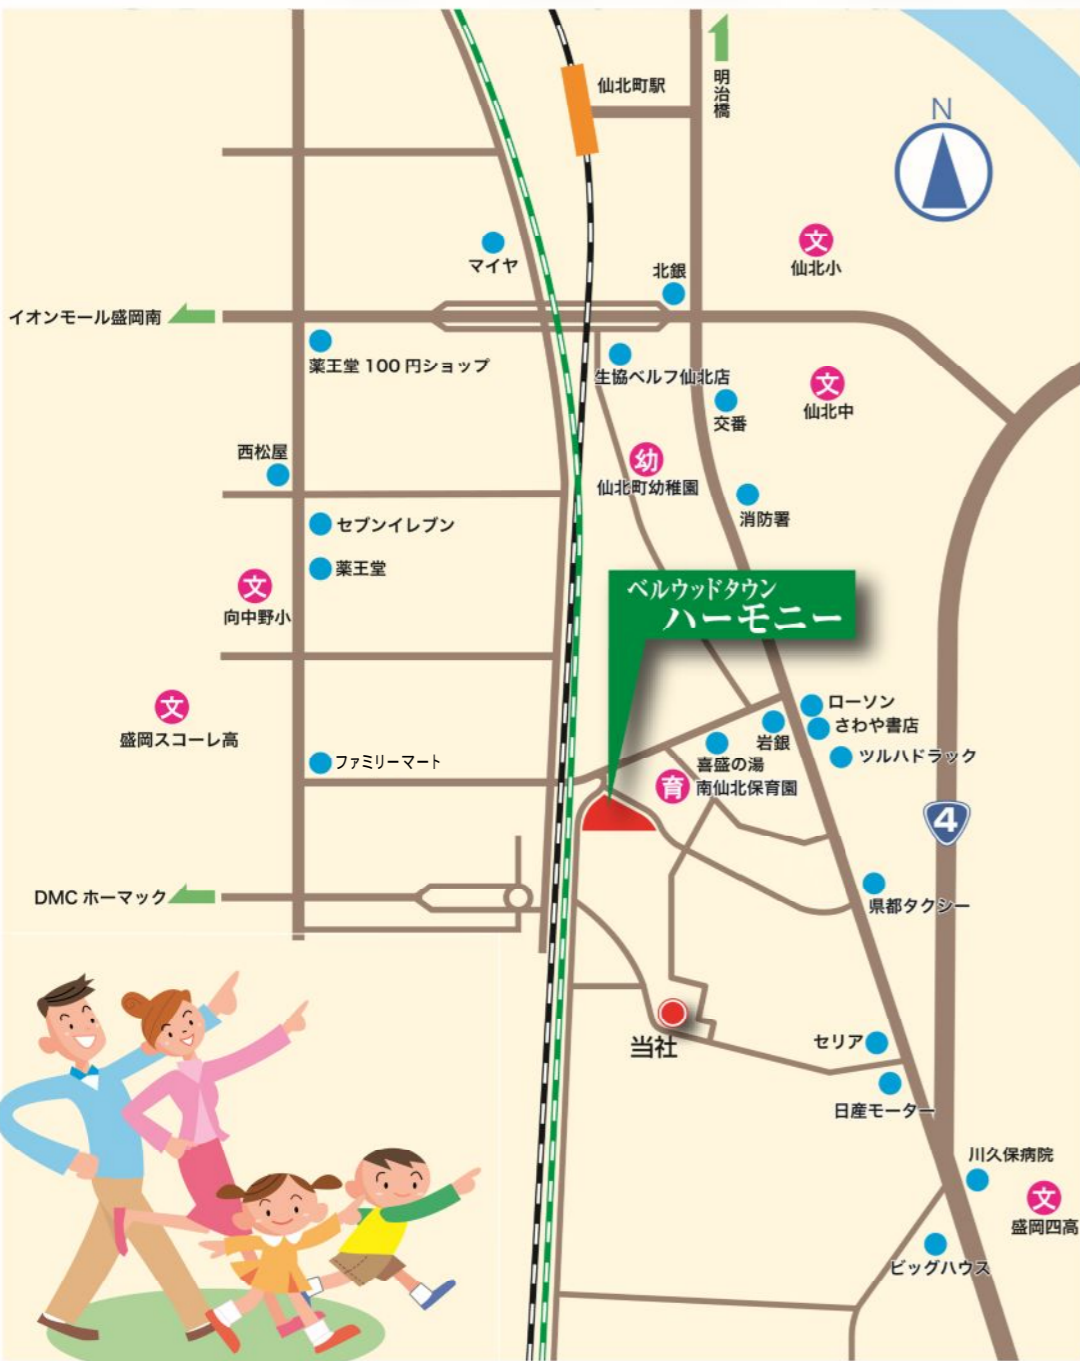 仙北町駅
明治橋
N
文
仙北小
マイヤ
北銀
イオンモール盛岡南
薬王堂 100 円ショップ
生協ベルフ仙北店
文
仙北中
交番
西松屋
幼
仙北町幼稚園
消防署
セブンイレブン
薬王堂
文
向中野小
ベルウッドタウン
ハーモニー
文
盛岡スコーレ高
ローソン
さわや書店
岩銀
ツルハドラック
喜盛の湯
ファミリーマート
育 南仙北保育園
4
DMC ホーマック
県都タクシー
当社
セリア
日産モーター
川久保病院
文
盛岡四高
ビッグハウス